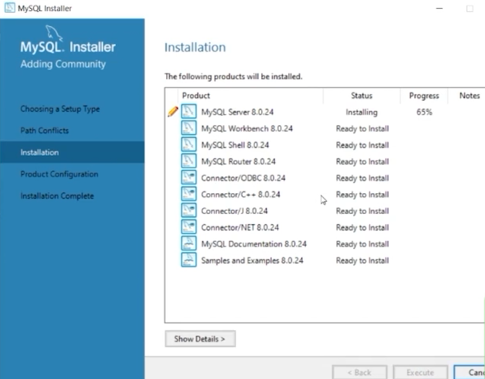 MySQL Installer
MySQL. Installer
Adding Community
Choosing a Setup Type
Path Conflicts
Installation
Product Configuration
Installation Complete
Installation
The following products will be installed.
Product Status Progress Notes
MySQL Server 8.0.24 Installing 65%
MySQL Workbench 8.0.24 Ready to Install
MySQL Shell 8.0.24 Ready to Install
MySQL Router 8.0.24 Ready to Install
Connector/ODBC 8.0.24 Ready to Install
Connector/C++ 8.0.24 Ready to Install
Connector/J 8.0.24 Ready to Install
Connector/NET 8.0.24 Ready to Install
MySQL Documentation 8.0.24 Ready to Install
Samples and Examples 8.0.24 Ready to Install
Show Details >
< Back Execute Canc